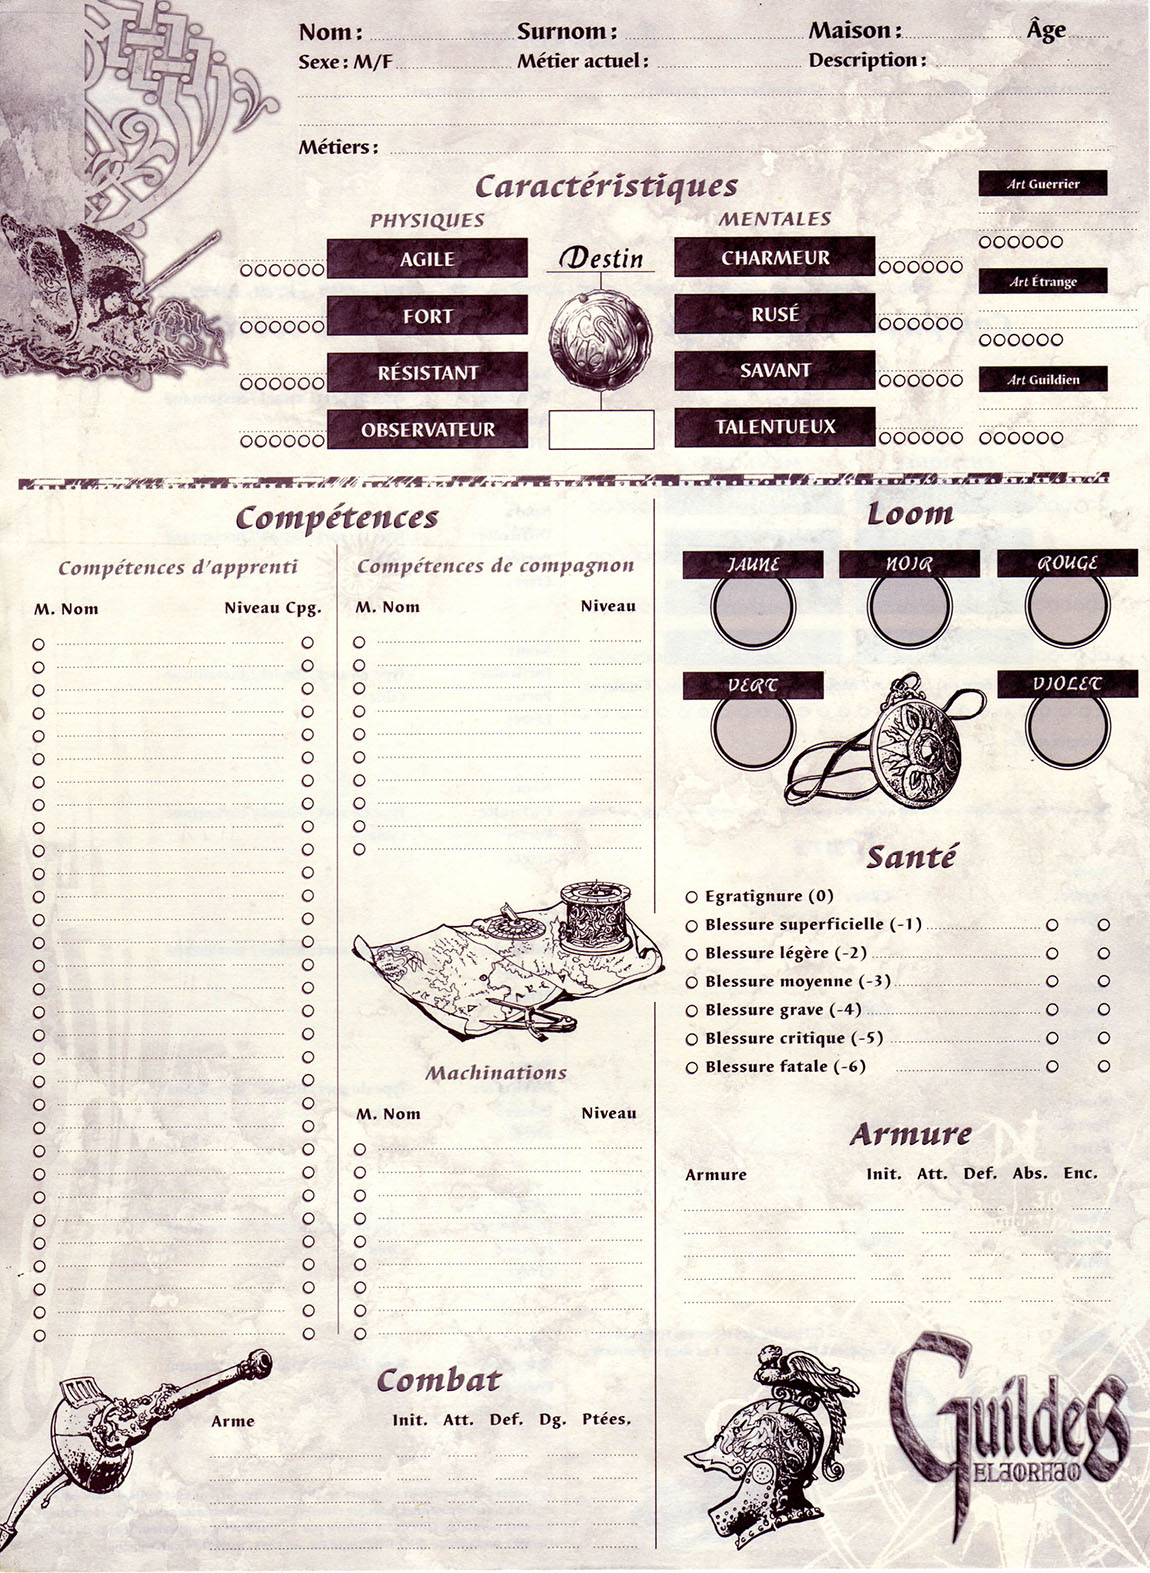 Nom : Surnom : Maison : Âge
Sexe : M/F Métier actuel : Description :
Métiers :
Caractéristiques
PHYSIQUES MENTALES
Art Guerrier
AGILE Destin CHARMEUR
Art Étrange
FORT RUSÉ
RÉSISTANT SAVANT
Art Guildien
OBSERVATEUR TALENTUEUX
Compétences
Compétences d'apprenti Compétences de compagnon
M. Nom Niveau Cpg. M. Nom Niveau
Loom
JAUNE NOIR ROUGE
VERT VIOLET
Santé
Egratignure (0)
Blessure superficielle (-1)
Blessure légère (-2)
Blessure moyenne (-3)
Blessure grave (-4)
Blessure critique (-5)
Blessure fatale (-6)
Machinations
M. Nom Niveau
Armure
Armure Init. Att. Def. Abs. Enc.
Combat
Arme Init. Att. Def. Dg. Ptées.
Guildes
ELDORADO